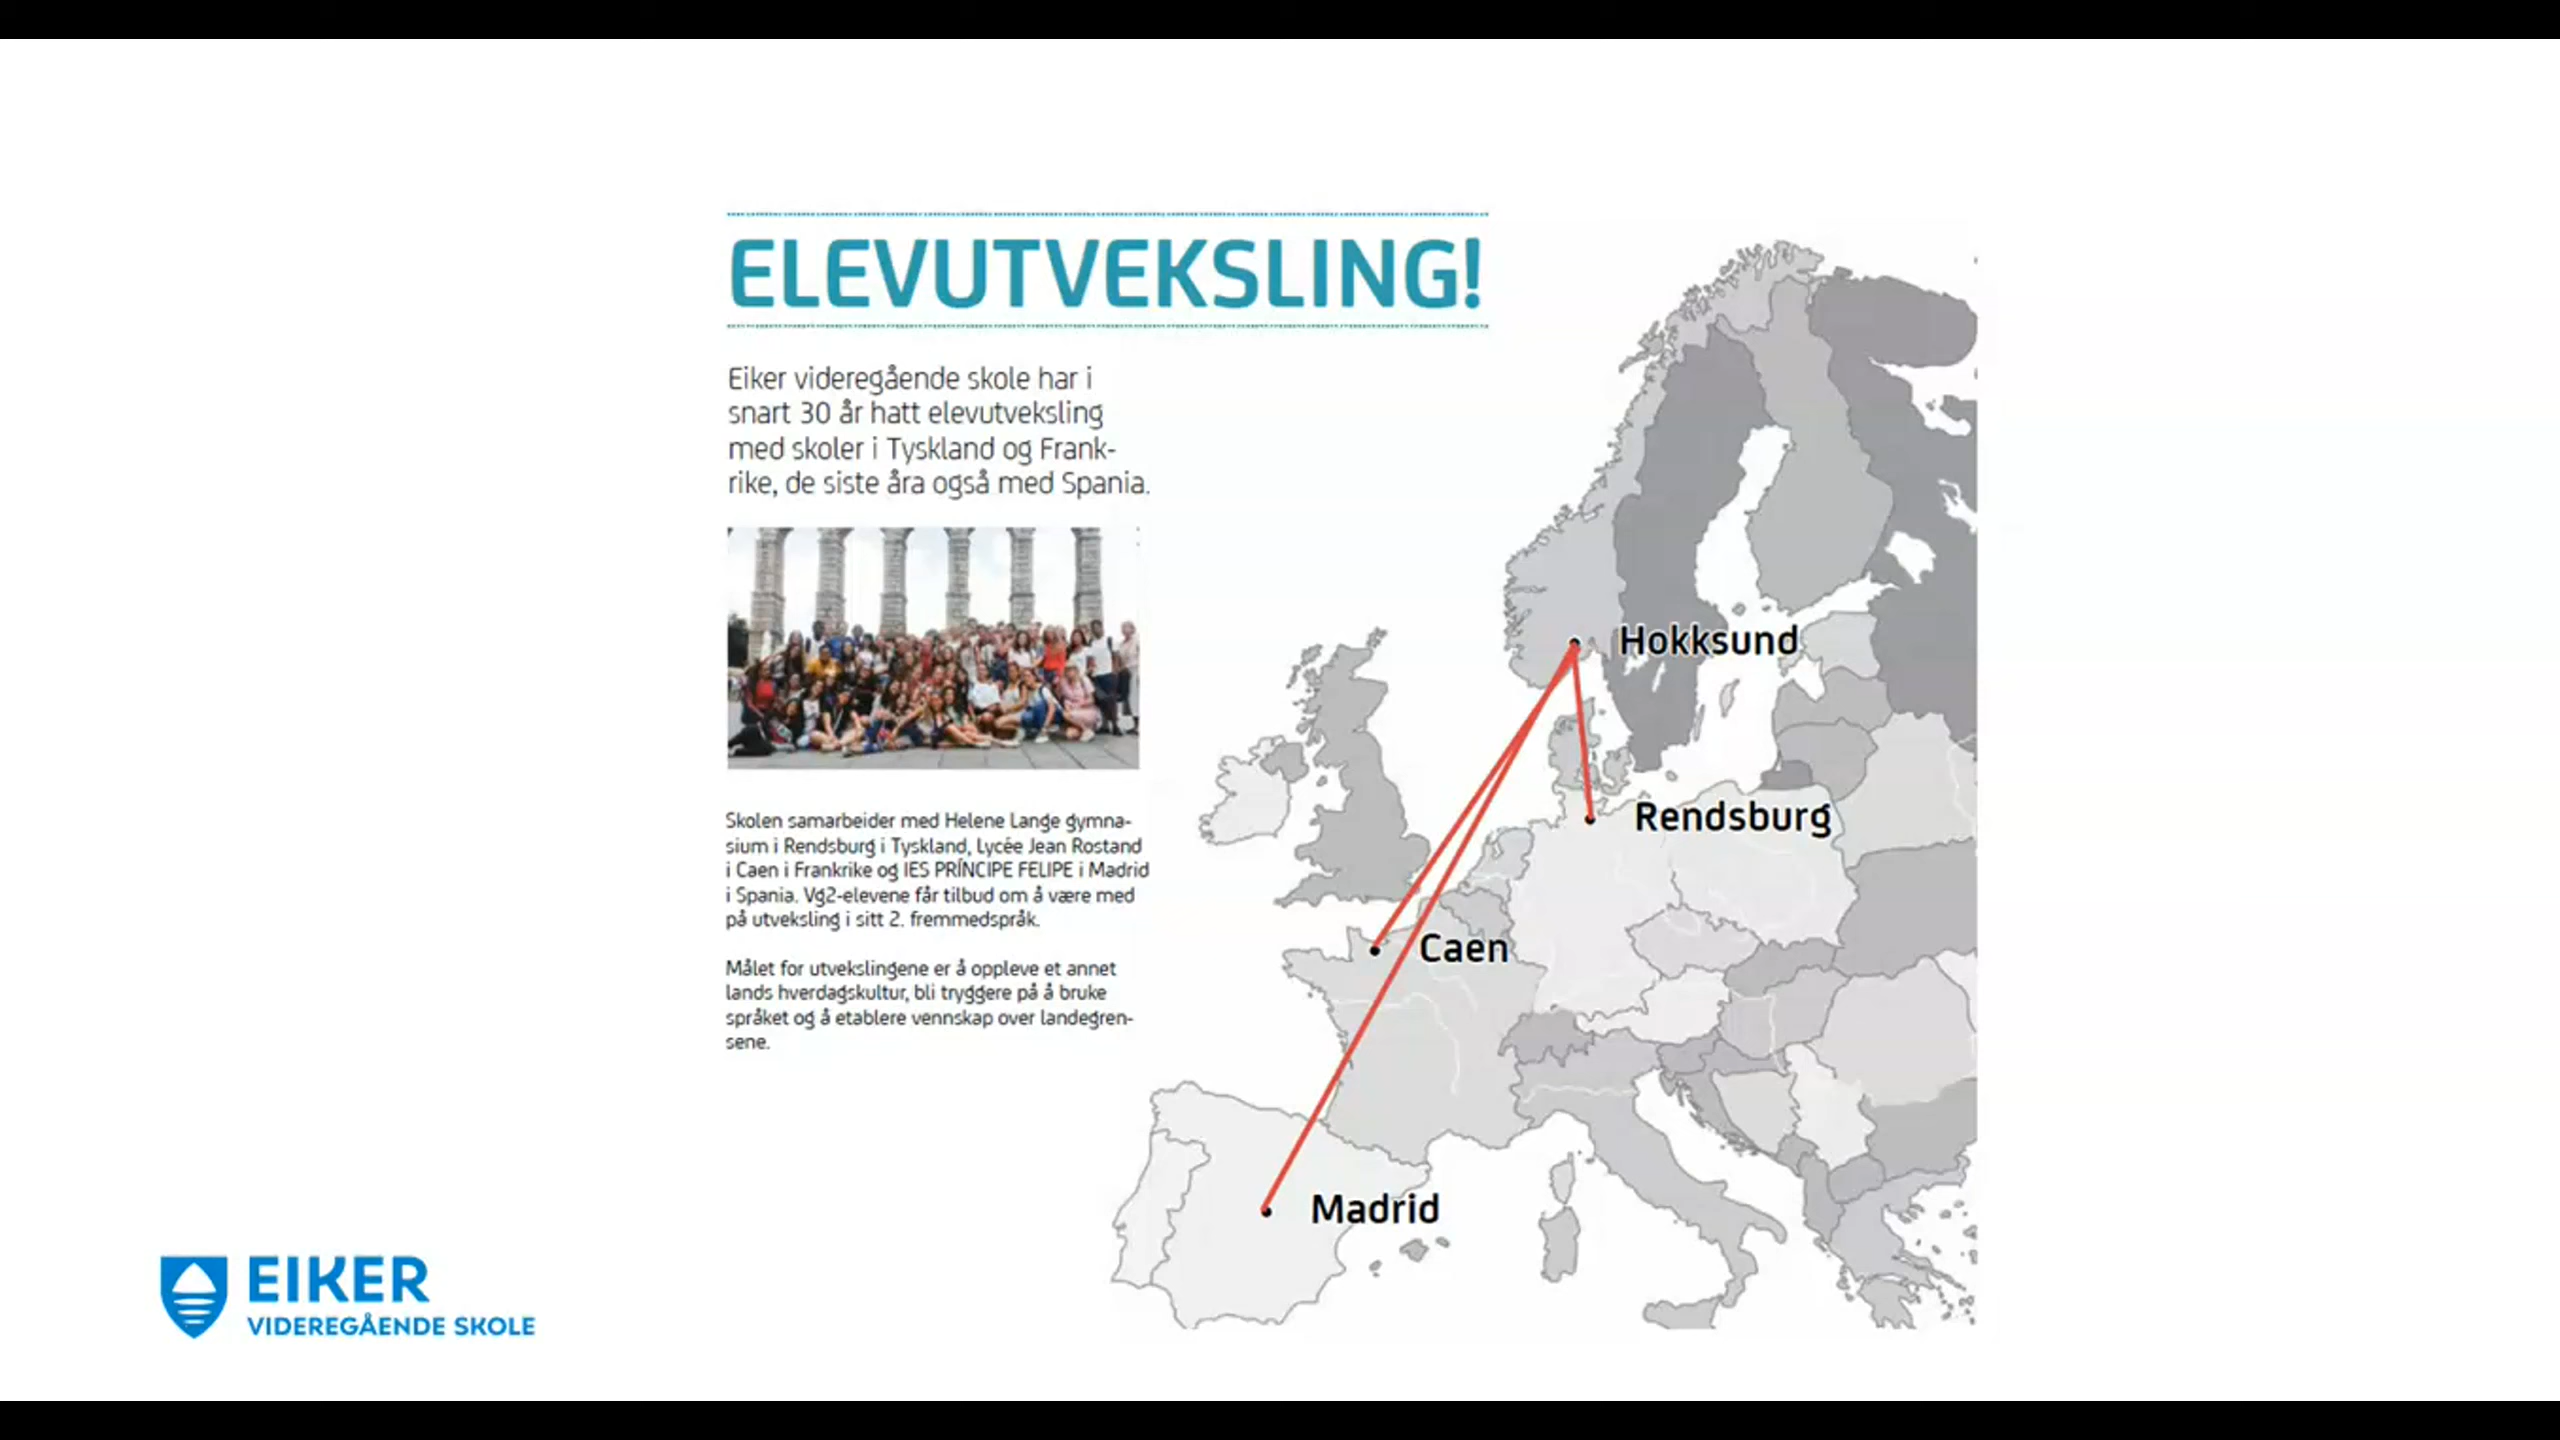 ELEVUTVEKSLING!
Eiker videregående skole har i
snart 30 år hatt elevutveksling
med skoler i Tyskland og Frank-
rike, de siste åra også med Spania.
Skolen samarbeider med Helene Lange gymna-
sium i Rendsburg i Tyskland, Lycée Jean Rostand
i Caen i Frankrike og IES PRÍNCIPE FELIPE i Madrid
i Spania. Vg2-elevene får tilbud om å være med
på utveksling i sitt 2. fremmedspråk.
Målet for utvekslingene er å oppleve et annet
lands hverdagskultur, bli tryggere på å bruke
språket og å etablere vennskap over landegren-
sene.
Hokksund
Rendsburg
Caen
Madrid
EIKER
VIDEREGÅENDE SKOLE